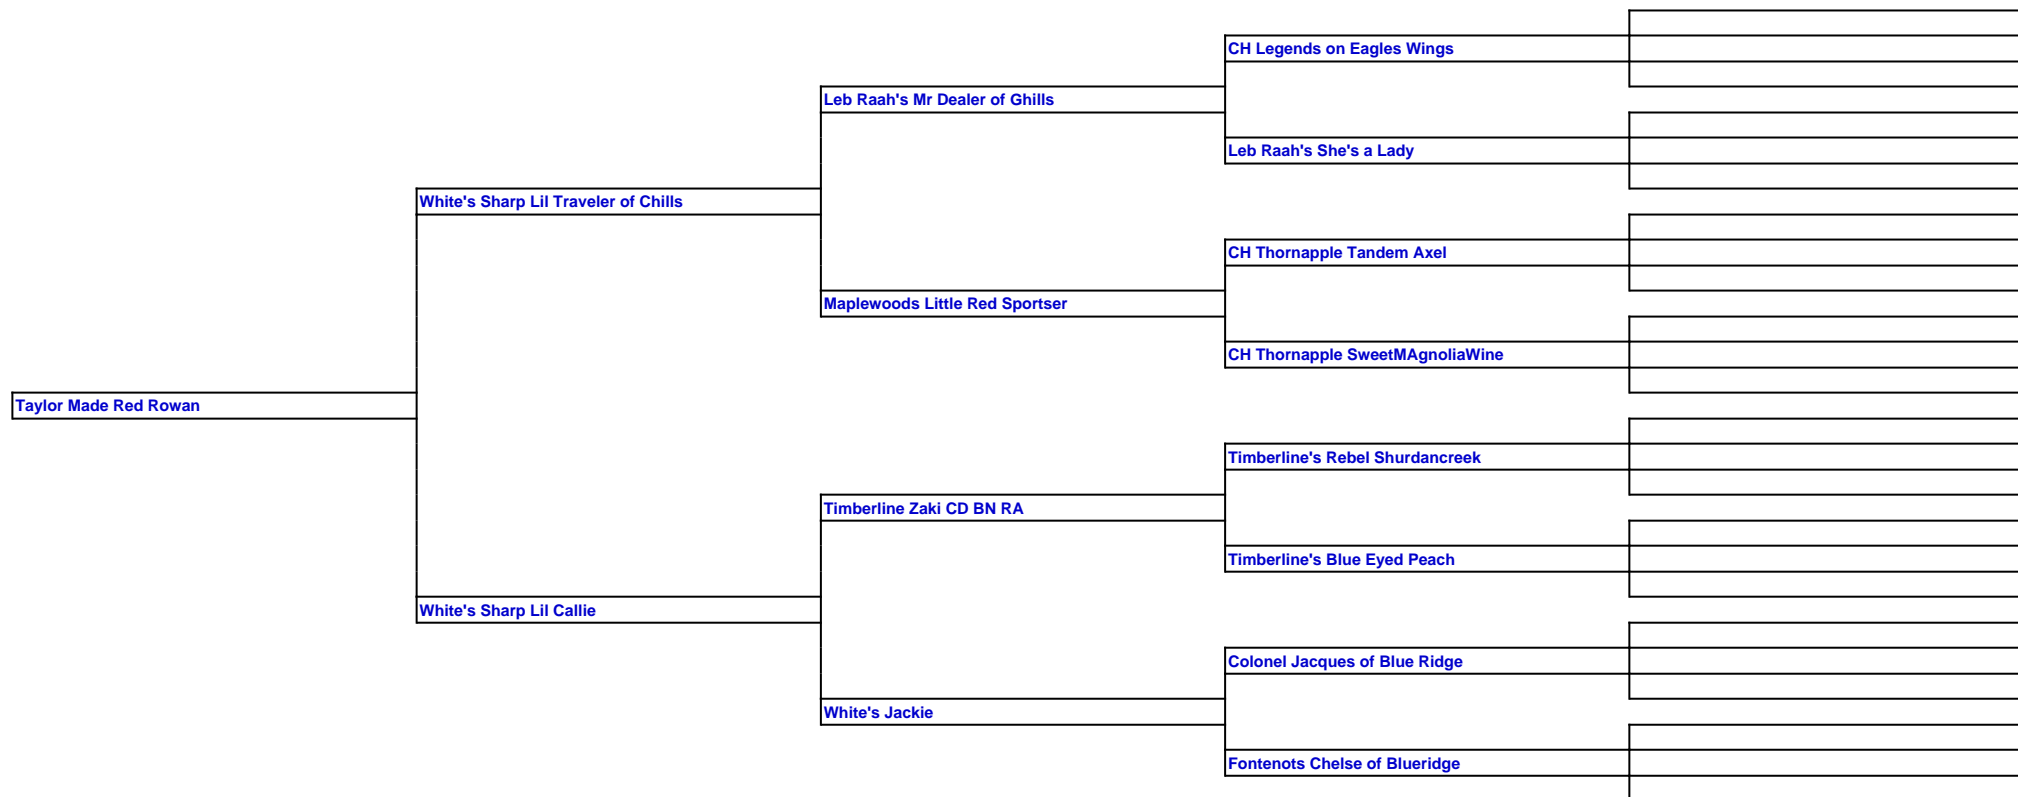 CH Legends on Eagles Wings
Leb Raah's Mr Dealer of Ghills
Leb Raah's She's a Lady
White's Sharp Lil Traveler of Chills
CH Thornapple Tandem Axel
Maplewoods Little Red Sportser
CH Thornapple SweetMAgnoliaWine
Taylor Made Red Rowan
Timberline's Rebel Shurdancreek
Timberline Zaki CD BN RA
Timberline's Blue Eyed Peach
White's Sharp Lil Callie
Colonel Jacques of Blue Ridge
White's Jackie
Fontenots Chelse of Blueridge